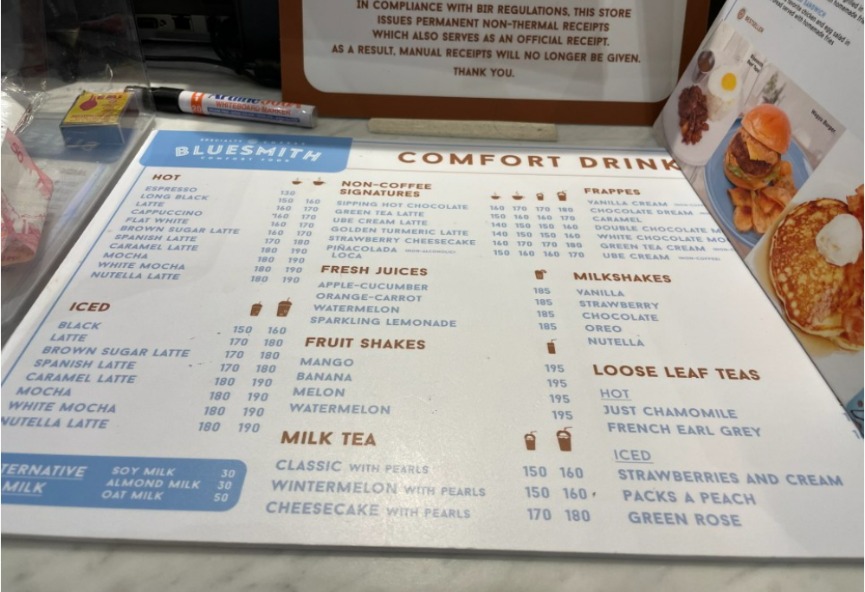 IN COMPLIANCE WITH BIR REGULATIONS, THIS STORE
ISSUES PERMANENT NON-THERMAL RECEIPTS
WHICH ALSO SERVES AS AN OFFICIAL RECEIPT.
AS A RESULT, MANUAL RECEIPTS WILL NO LONGER BE GIVEN.
THANK YOU.
Artline
WHITEBOARD MARKER
BLUESMITH
COMFORT FOOD
COMFORT DRINK
HOT
ESPRESSO 130
LONG BLACK 150 160
LATTE 160 170
CAPPUCCINO 160 170
FLAT WHITE 160 170
BROWN SUGAR LATTE 160 170
SPANISH LATTE 170 180
CARAMEL LATTE 180 190
MOCHA 180 190
WHITE MOCHA 180 190
NUTELLA LATTE 180 190
ICED
BLACK 150 160
LATTE 170 180
BROWN SUGAR LATTE 170 180
SPANISH LATTE 170 180
CARAMEL LATTE 180 190
MOCHA 180 190
WHITE MOCHA 180 190
NUTELLA LATTE 180 190
TERNATIVE
MILK
SOY MILK 30
ALMOND MILK 30
OAT MILK 50
NON-COFFEE
SIGNATURES
SIPPING HOT CHOCOLATE 160 170 170 180
GREEN TEA LATTE 150 160 160 170
UBE CREAM LATTE 140 150 150 160
GOLDEN TURMERIC LATTE 140 150 150 160
STRAWBERRY CHEESECAKE 160 170 170 180
PIÑACOLADA 150 160 160 170
LOCA
FRESH JUICES
APPLE-CUCUMBER 185
ORANGE-CARROT 185
WATERMELON 185
SPARKLING LEMONADE 185
FRUIT SHAKES
MANGO 195
BANANA 195
MELON 195
WATERMELON 195
MILK TEA
CLASSIC WITH PEARLS 150 160
WINTERMELON WITH PEARLS 150 160
CHEESECAKE WITH PEARLS 170 180
FRAPPES
VANILLA CREAM
CHOCOLATE DREAM
CARAMEL
DOUBLE CHOCOLATE M
WHITE CHOCOLATE MO
GREEN TEA CREAM
UBE CREAM
MILKSHAKES
VANILLA
STRAWBERRY
CHOCOLATE
OREO
NUTELLA
LOOSE LEAF TEAS
HOT
JUST CHAMOMILE
FRENCH EARL GREY
ICED
STRAWBERRIES AND CREAM
PACKS A PEACH
GREEN ROSE
SANDWICH
BESTSELLER